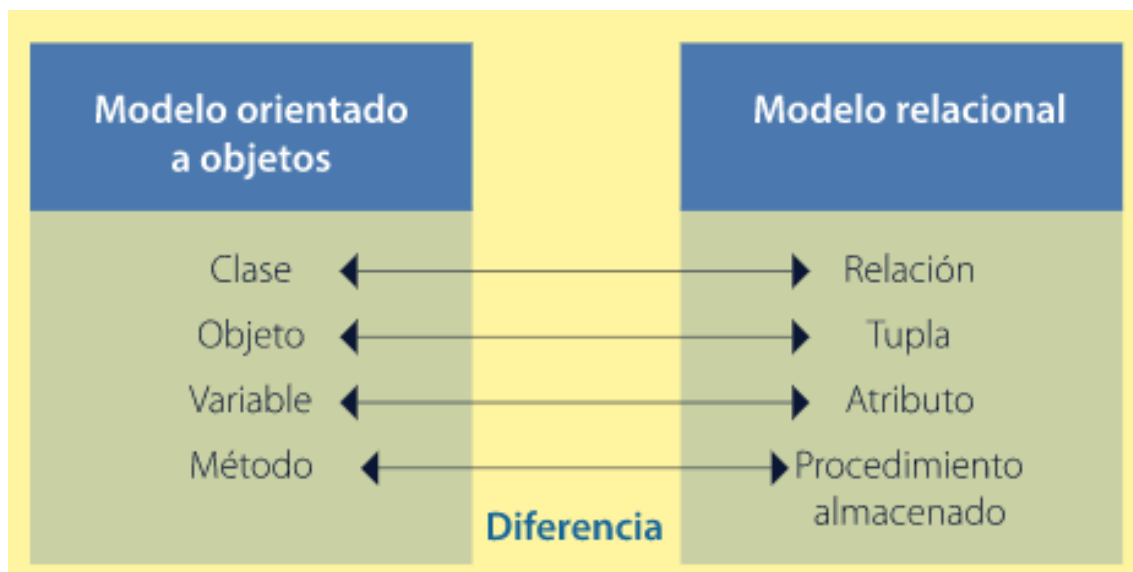 Modelo orientado
a objetos
Modelo relacional
Clase
Relación
Objeto
Tupla
Variable
Atributo
Método
Procedimiento
almacenado
Diferencia